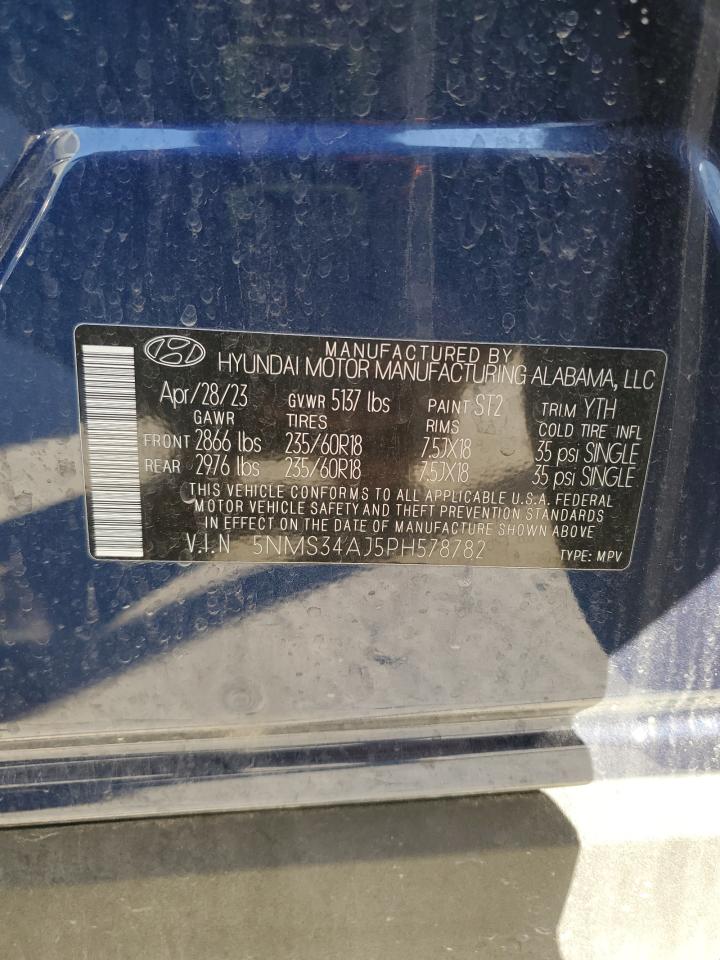 MANUFACTURED BY
HYUNDAI MOTOR MANUFACTURING ALABAMA, LLC
Apr/28/23 GVWR 5137 lbs PAINT ST2 TRIM YTH
GAWR TIRES RIMS COLD TIRE INFL
FRONT 2866 lbs 235/60R18 7.5JX18 35 psi SINGLE
REAR 2976 lbs 235/60R18 7.5JX18 35 psi SINGLE
THIS VEHICLE CONFORMS TO ALL APPLICABLE U.S.A. FEDERAL
MOTOR VEHICLE SAFETY AND THEFT PREVENTION STANDARDS
IN EFFECT ON THE DATE OF MANUFACTURE SHOWN ABOVE
V.I.N 5NMS34AJ5PH578782 TYPE: MPV